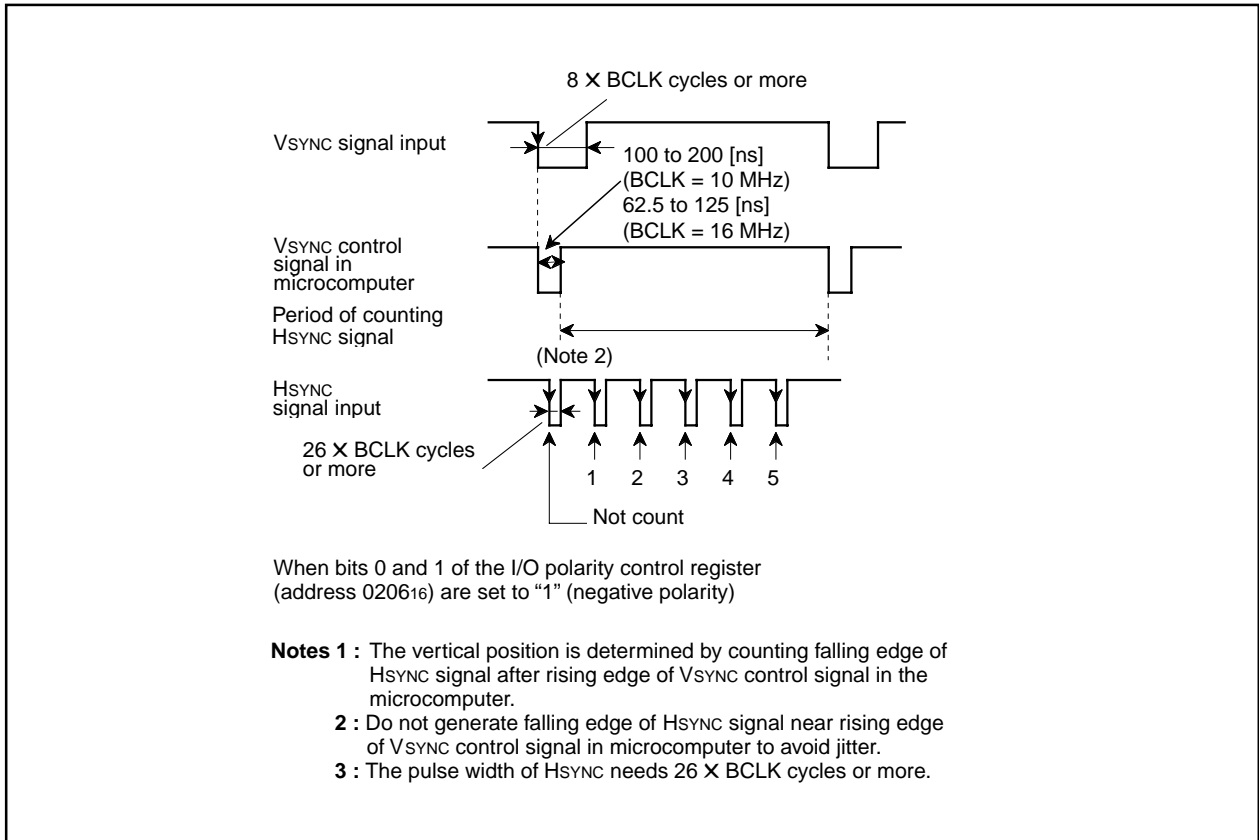 8 X BCLK cycles or more
VSYNC signal input
100 to 200 [ns]
(BCLK = 10 MHz)
62.5 to 125 [ns]
(BCLK = 16 MHz)
VSYNC control
signal in
microcomputer
Period of counting
HSYNC signal
(Note 2)
HSYNC
signal input
26 X BCLK cycles
or more
1 2 3 4 5
Not count
When bits 0 and 1 of the I/O polarity control register
(address 020616) are set to “1” (negative polarity)
Notes 1 : The vertical position is determined by counting falling edge of
HSYNC signal after rising edge of VSYNC control signal in the
microcomputer.
2 : Do not generate falling edge of HSYNC signal near rising edge
of VSYNC control signal in microcomputer to avoid jitter.
3 : The pulse width of HSYNC needs 26 X BCLK cycles or more.